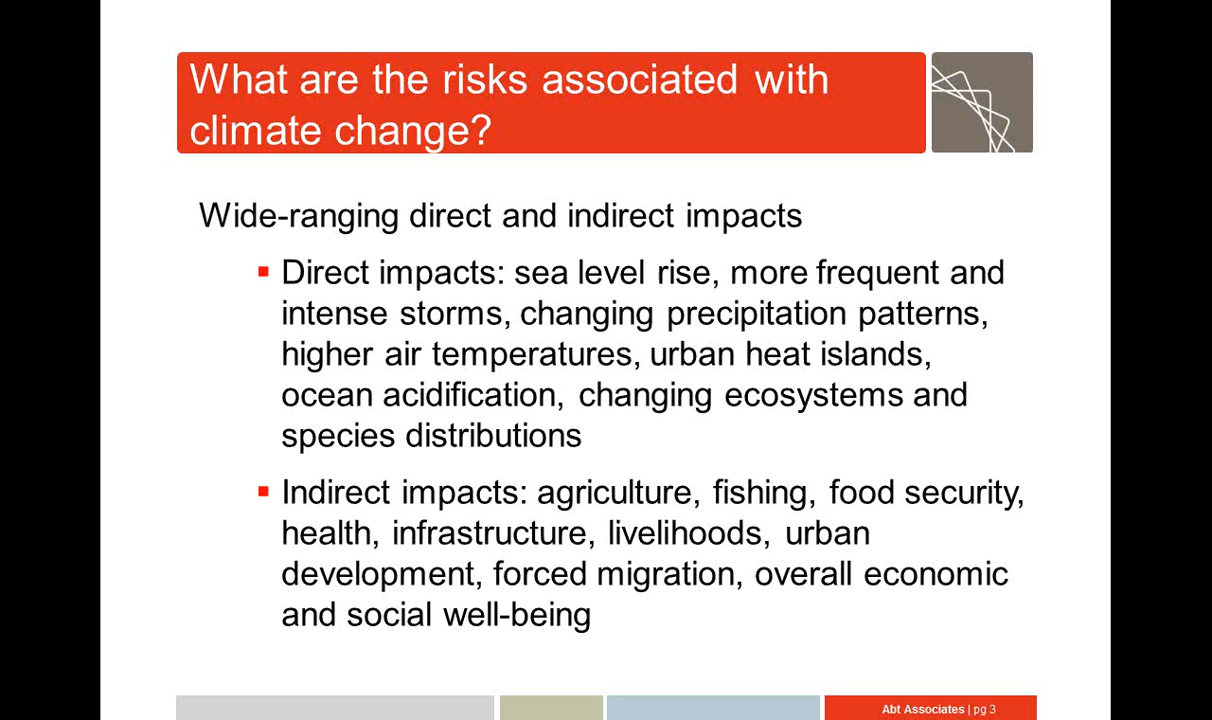 What are the risks associated with
climate change?
Wide-ranging direct and indirect impacts
Direct impacts: sea level rise, more frequent and
intense storms, changing precipitation patterns,
higher air temperatures, urban heat islands,
ocean acidification, changing ecosystems and
species distributions
Indirect impacts: agriculture, fishing, food security,
health, infrastructure, livelihoods, urban
development, forced migration, overall economic
and social well-being
Abt Associates | pg 3